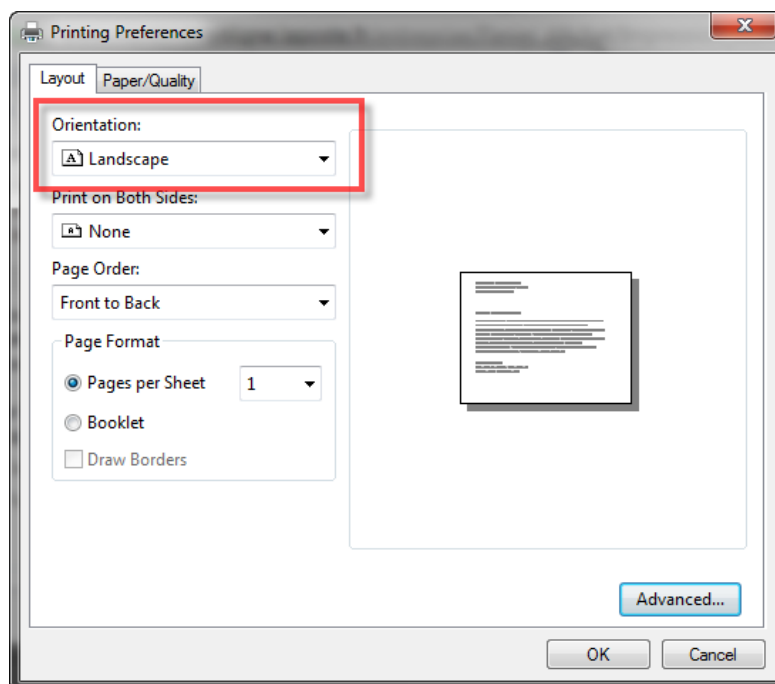 Printing Preferences
Layout Paper/Quality
Orientation:
Landscape
Print on Both Sides:
None
Page Order:
Front to Back
Page Format
Pages per Sheet 1
Booklet
Draw Borders
Advanced...
OK Cancel